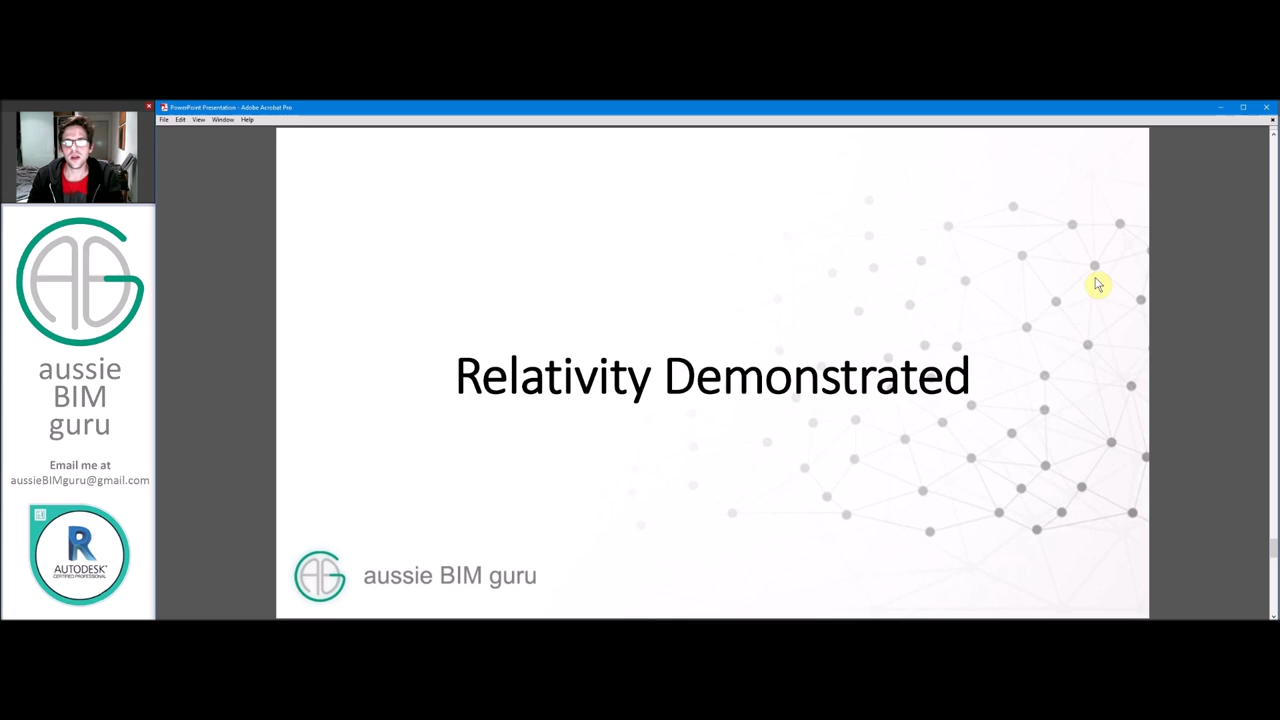 PowerPoint Presentation - Adobe Acrobat Pro
File Edit View Window Help
Relativity Demonstrated
aussie BIM guru
aussie
BIM
guru
Email me at
aussieBIMguru@gmail.com
R
AUTODESK
CERTIFIED PROFESSIONAL